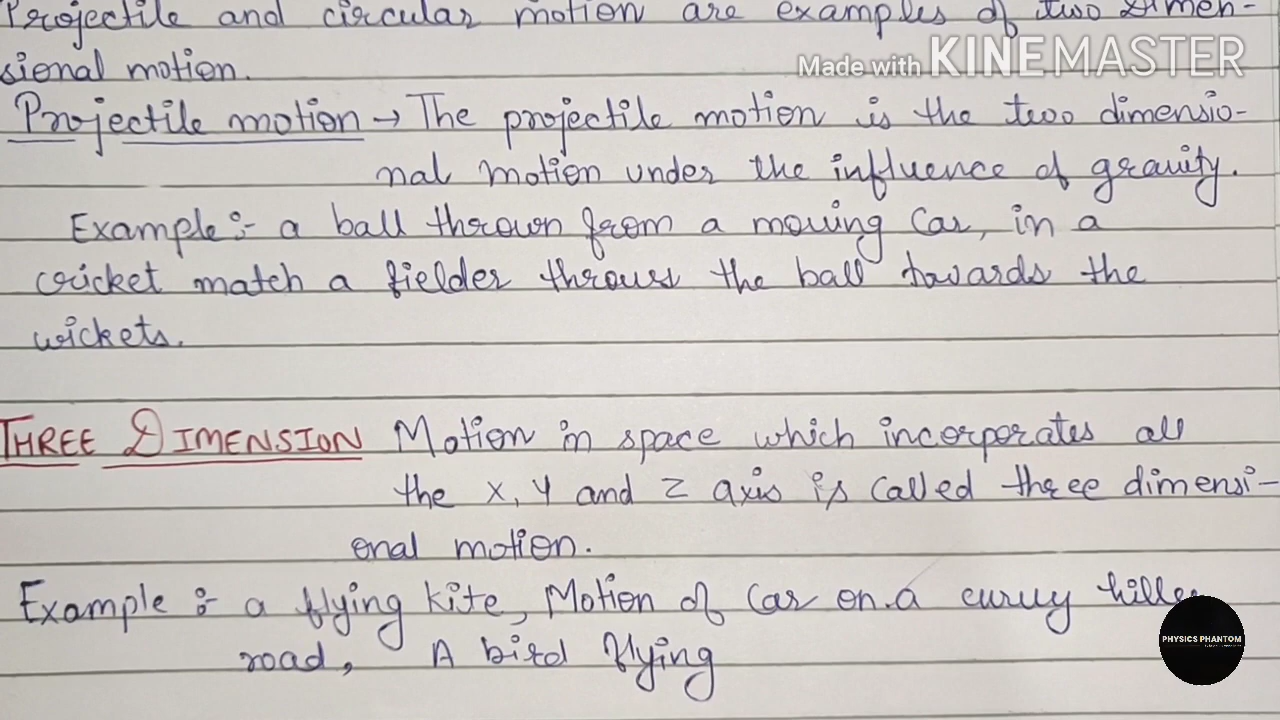 Projectile and circular motion are examples of two dimen-
sional motion.
Made with KINEMASTER
Projectile motion → The projectile motion is the two dimensio-
nal motion under the influence of gravity.
Example :- a ball thrown from a moving Car, in a
cricket match a fielder throws the ball towards the
wickets.
THREE DIMENSION Motion in space which incorporates all
the X, Y and Z axis is called three dimensi-
onal motion.
Example :- a flying kite, Motion of Car on a curvy
road, A bird flying
PHYSICS PHANTOM